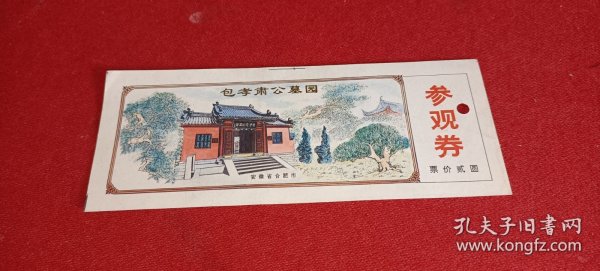 包孝肃公墓园
安徽省合肥市
参观券
票价贰圆
孔夫子旧书网
www.kongfz.com